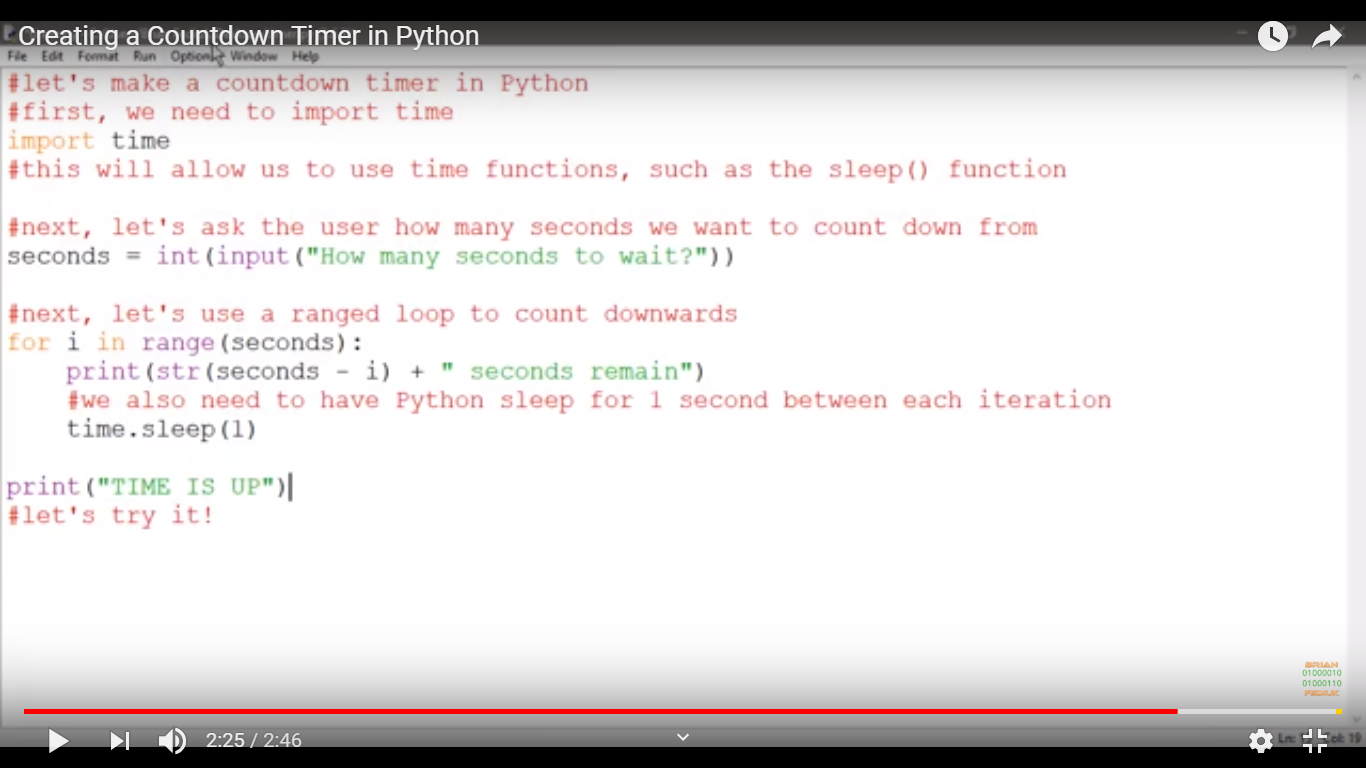 Creating a Countdown Timer in Python
File Edit Format Run Options Window Help
#let's make a countdown timer in Python
#first, we need to import time
import time
#this will allow us to use time functions, such as the sleep() function
#next, let's ask the user how many seconds we want to count down from
seconds = int(input("How many seconds to wait?"))
#next, let's use a ranged loop to count downwards
for i in range(seconds):
    print(str(seconds - i) + " seconds remain")
    #we also need to have Python sleep for 1 second between each iteration
    time.sleep(1)
print("TIME IS UP")
#let's try it!
BRIAN
01000010
01000110
2:25 / 2:46
Col: 19